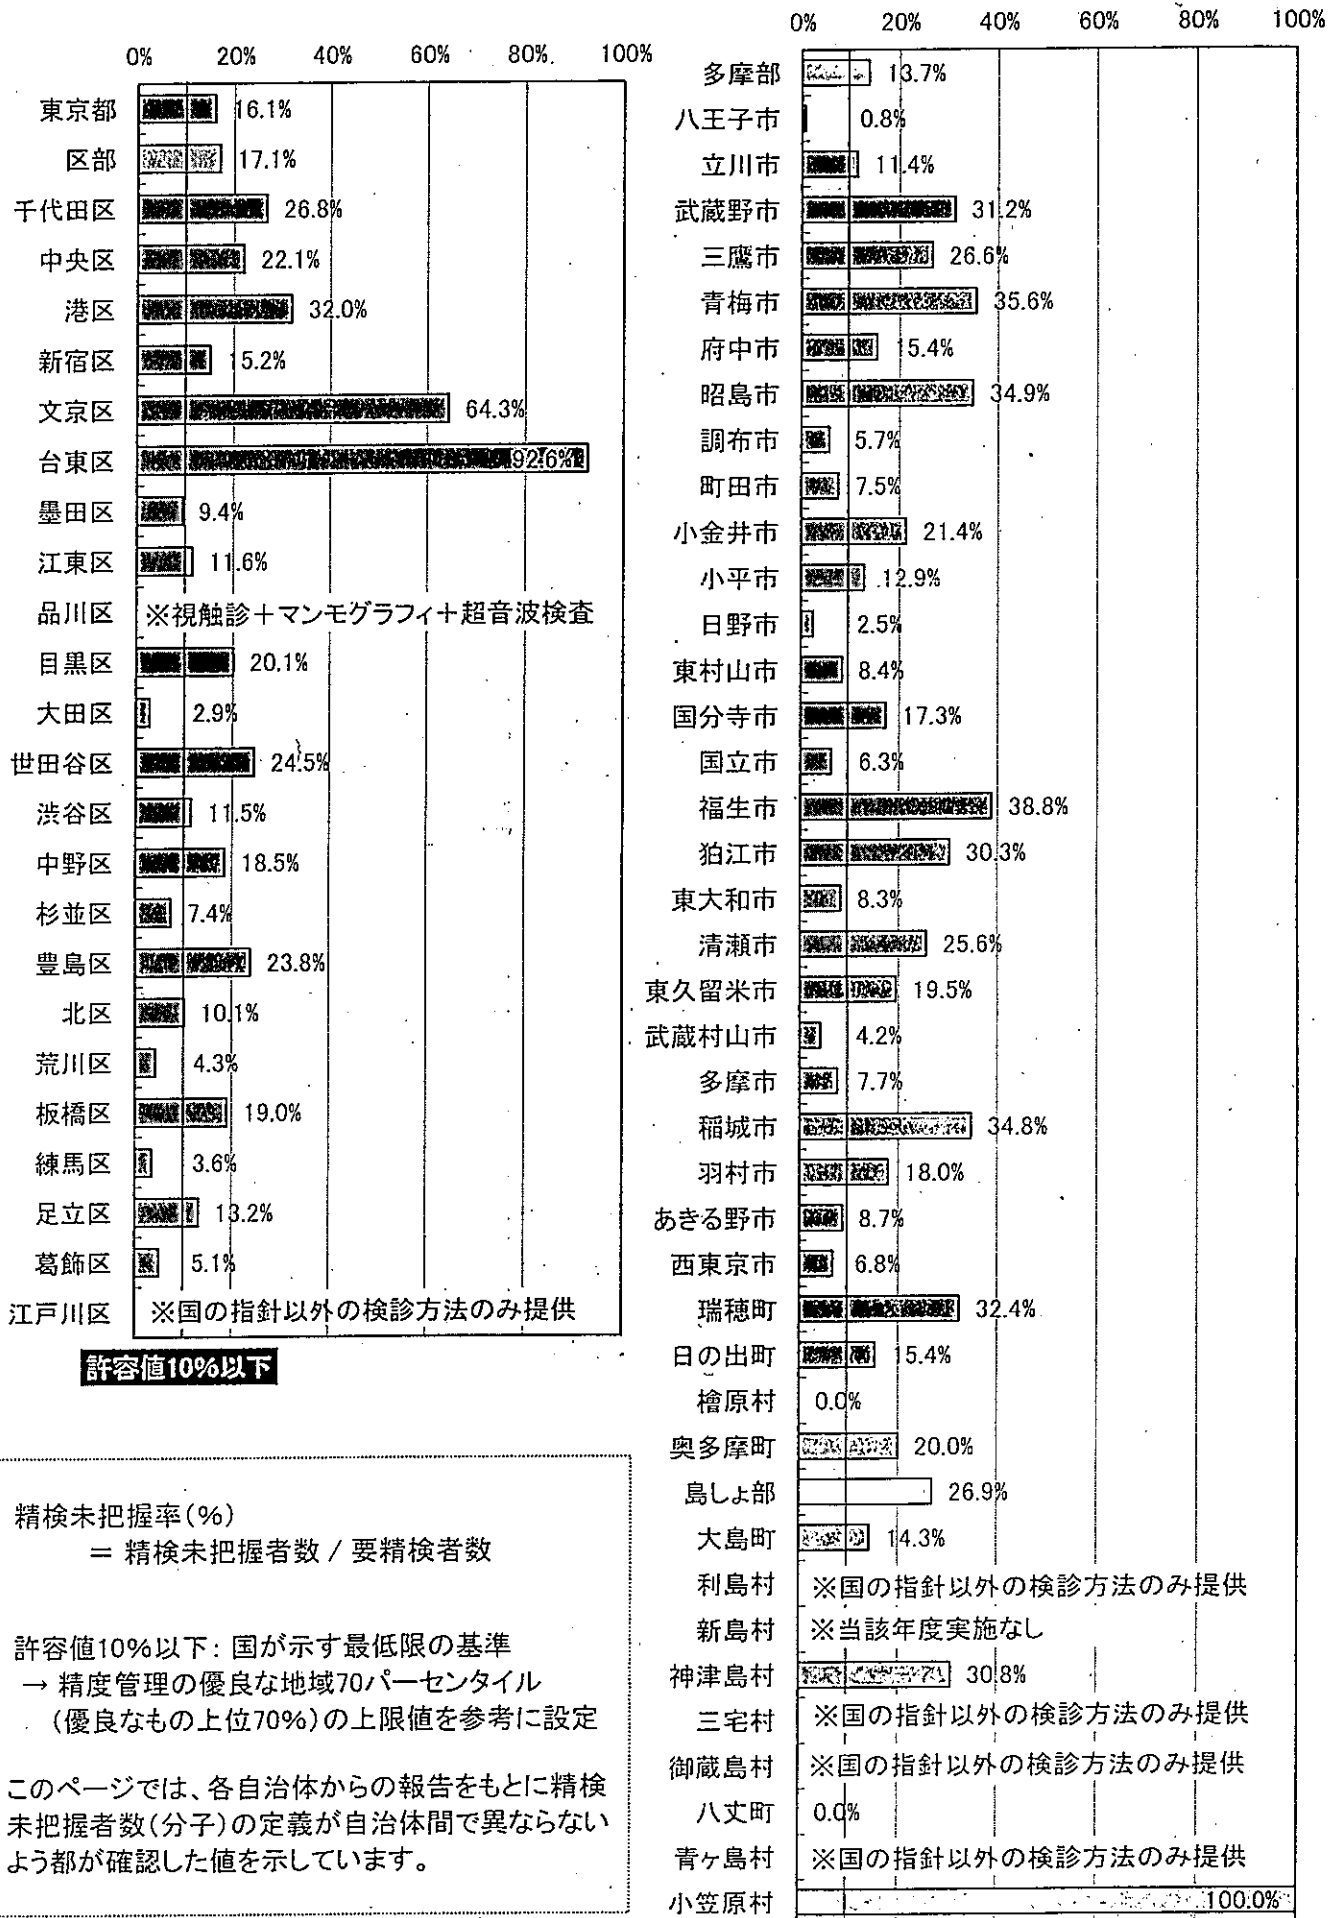 0% 20% 40% 60% 80% 100%
東京都 16.1%
区部 17.1%
千代田区 26.8%
中央区 22.1%
港区 32.0%
新宿区 15.2%
文京区 64.3%
台東区 92.6%
墨田区 9.4%
江東区 11.6%
品川区 ※視触診＋マンモグラフィ＋超音波検査
目黒区 20.1%
大田区 2.9%
世田谷区 24.5%
渋谷区 11.5%
中野区 18.5%
杉並区 7.4%
豊島区 23.8%
北区 10.1%
荒川区 4.3%
板橋区 19.0%
練馬区 3.6%
足立区 13.2%
葛飾区 5.1%
江戸川区 ※国の指針以外の検診方法のみ提供
許容値10%以下
精検未把握率（%）
＝ 精検未把握者数 / 要精検者数
許容値10%以下：国が示す最低限の基準
→ 精度管理の優良な地域70パーセンタイル
（優良なもの上位70%）の上限値を参考に設定
このページでは、各自治体からの報告をもとに精検
未把握者数（分子）の定義が自治体間で異ならない
よう都が確認した値を示しています。
0% 20% 40% 60% 80% 100%
多摩部 13.7%
八王子市 0.8%
立川市 11.4%
武蔵野市 31.2%
三鷹市 26.6%
青梅市 35.6%
府中市 15.4%
昭島市 34.9%
調布市 5.7%
町田市 7.5%
小金井市 21.4%
小平市 12.9%
日野市 2.5%
東村山市 8.4%
国分寺市 17.3%
国立市 6.3%
福生市 38.8%
狛江市 30.3%
東大和市 8.3%
清瀬市 25.6%
東久留米市 19.5%
武蔵村山市 4.2%
多摩市 7.7%
稲城市 34.8%
羽村市 18.0%
あきる野市 8.7%
西東京市 6.8%
瑞穂町 32.4%
日の出町 15.4%
檜原村 0.0%
奥多摩町 20.0%
島しょ部 26.9%
大島町 14.3%
利島村 ※国の指針以外の検診方法のみ提供
新島村 ※当該年度実施なし
神津島村 30.8%
三宅村 ※国の指針以外の検診方法のみ提供
御蔵島村 ※国の指針以外の検診方法のみ提供
八丈町 0.0%
青ヶ島村 ※国の指針以外の検診方法のみ提供
小笠原村 100.0%